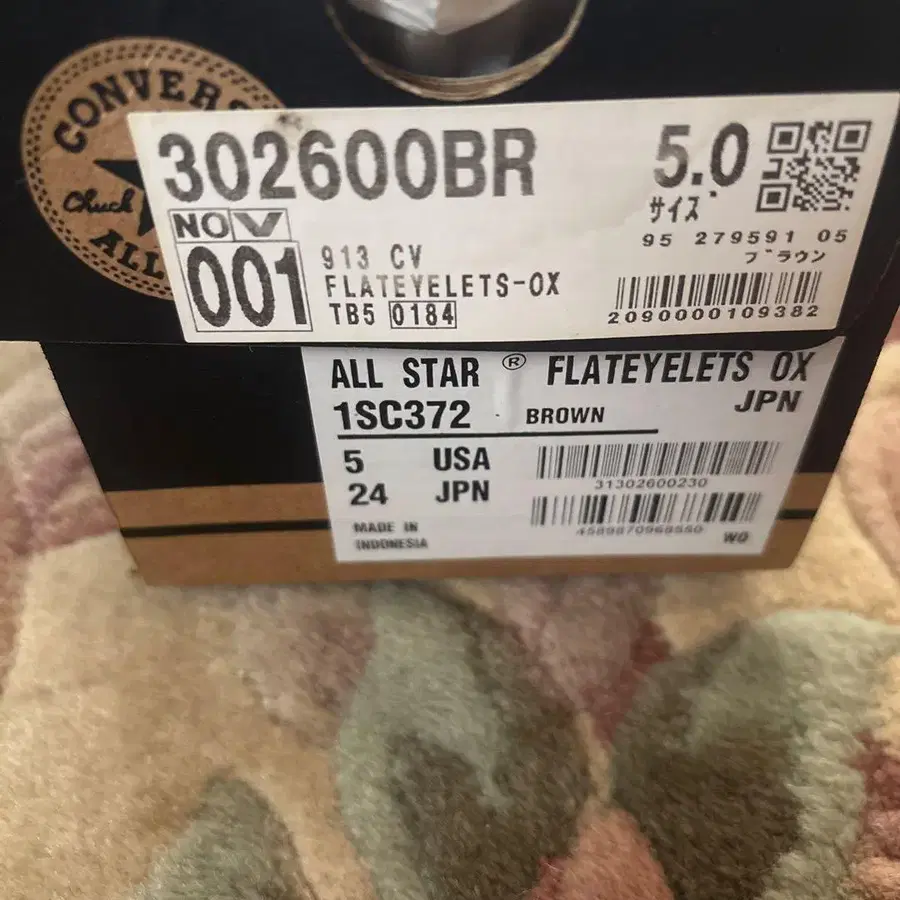 CONVERS
Chuck
ALL
302600BR
5.0
サイズ
NO V
001
913 CV
FLATEYELETS-OX
TB5 0184
95 279591 05
ブラウン
2090000109382
ALL STAR ® FLATEYELETS OX
1SC372 BROWN JPN
5 USA
24 JPN
31302600230
MADE IN
INDONESIA
4589870968550
WO